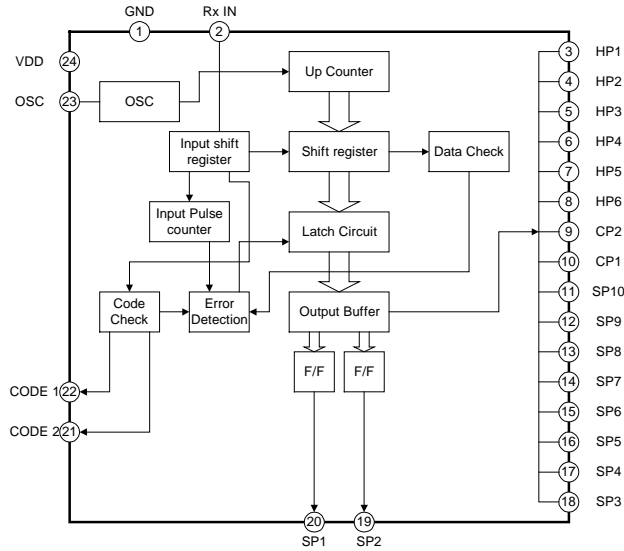 GND
Rx IN
1
2
3
HP1
VDD
24
4
HP2
OSC
23
OSC
Up Counter
5
HP3
6
HP4
Input shift
register
Shift register
Data Check
7
HP5
8
HP6
Input Pulse
counter
Latch Circuit
9
CP2
10
CP1
11
SP10
Code
Check
Error
Detection
Output Buffer
12
SP9
13
SP8
F/F
F/F
14
SP7
CODE 1
22
15
SP6
CODE 2
21
16
SP5
17
SP4
18
SP3
20
19
SP1
SP2